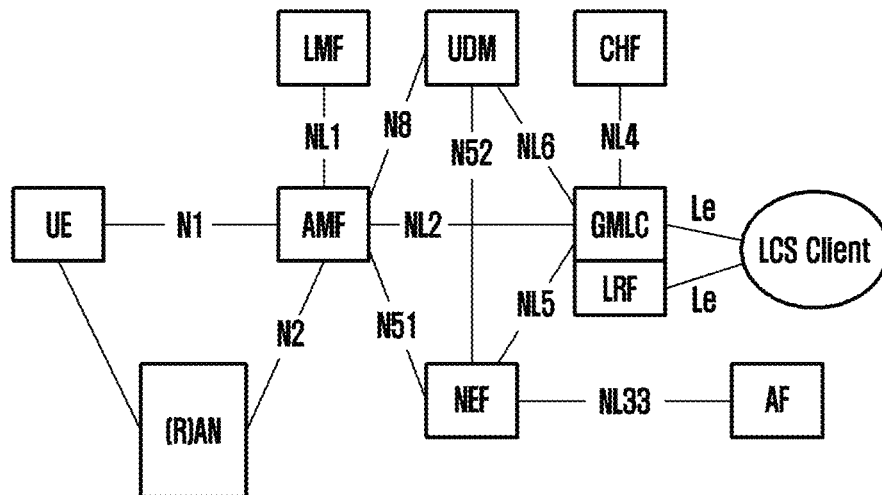 LMF
UDM
CHF
NL1
N8
N52
NL6
NL4
UE
N1
AMF
NL2
GMLC
Le
LCS Client
LRF
Le
N2
N51
NL5
(R)AN
NEF
NL33
AF